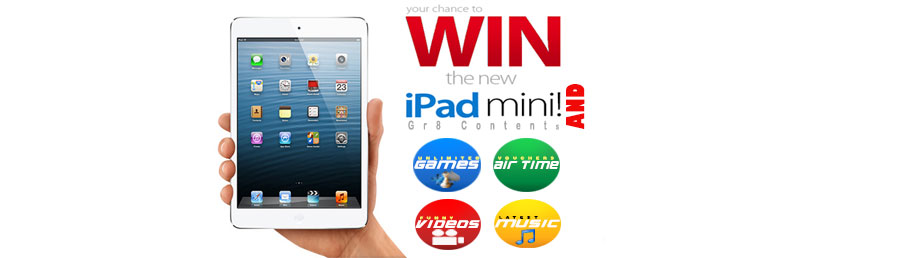 your chance to
WIN
the new
iPad mini!
AND
Gr8 Contents
UNLIMITED
GAMES
VOUCHERS
AIR TIME
FUNNY
VIDEOS
LATEST
MUSIC
23